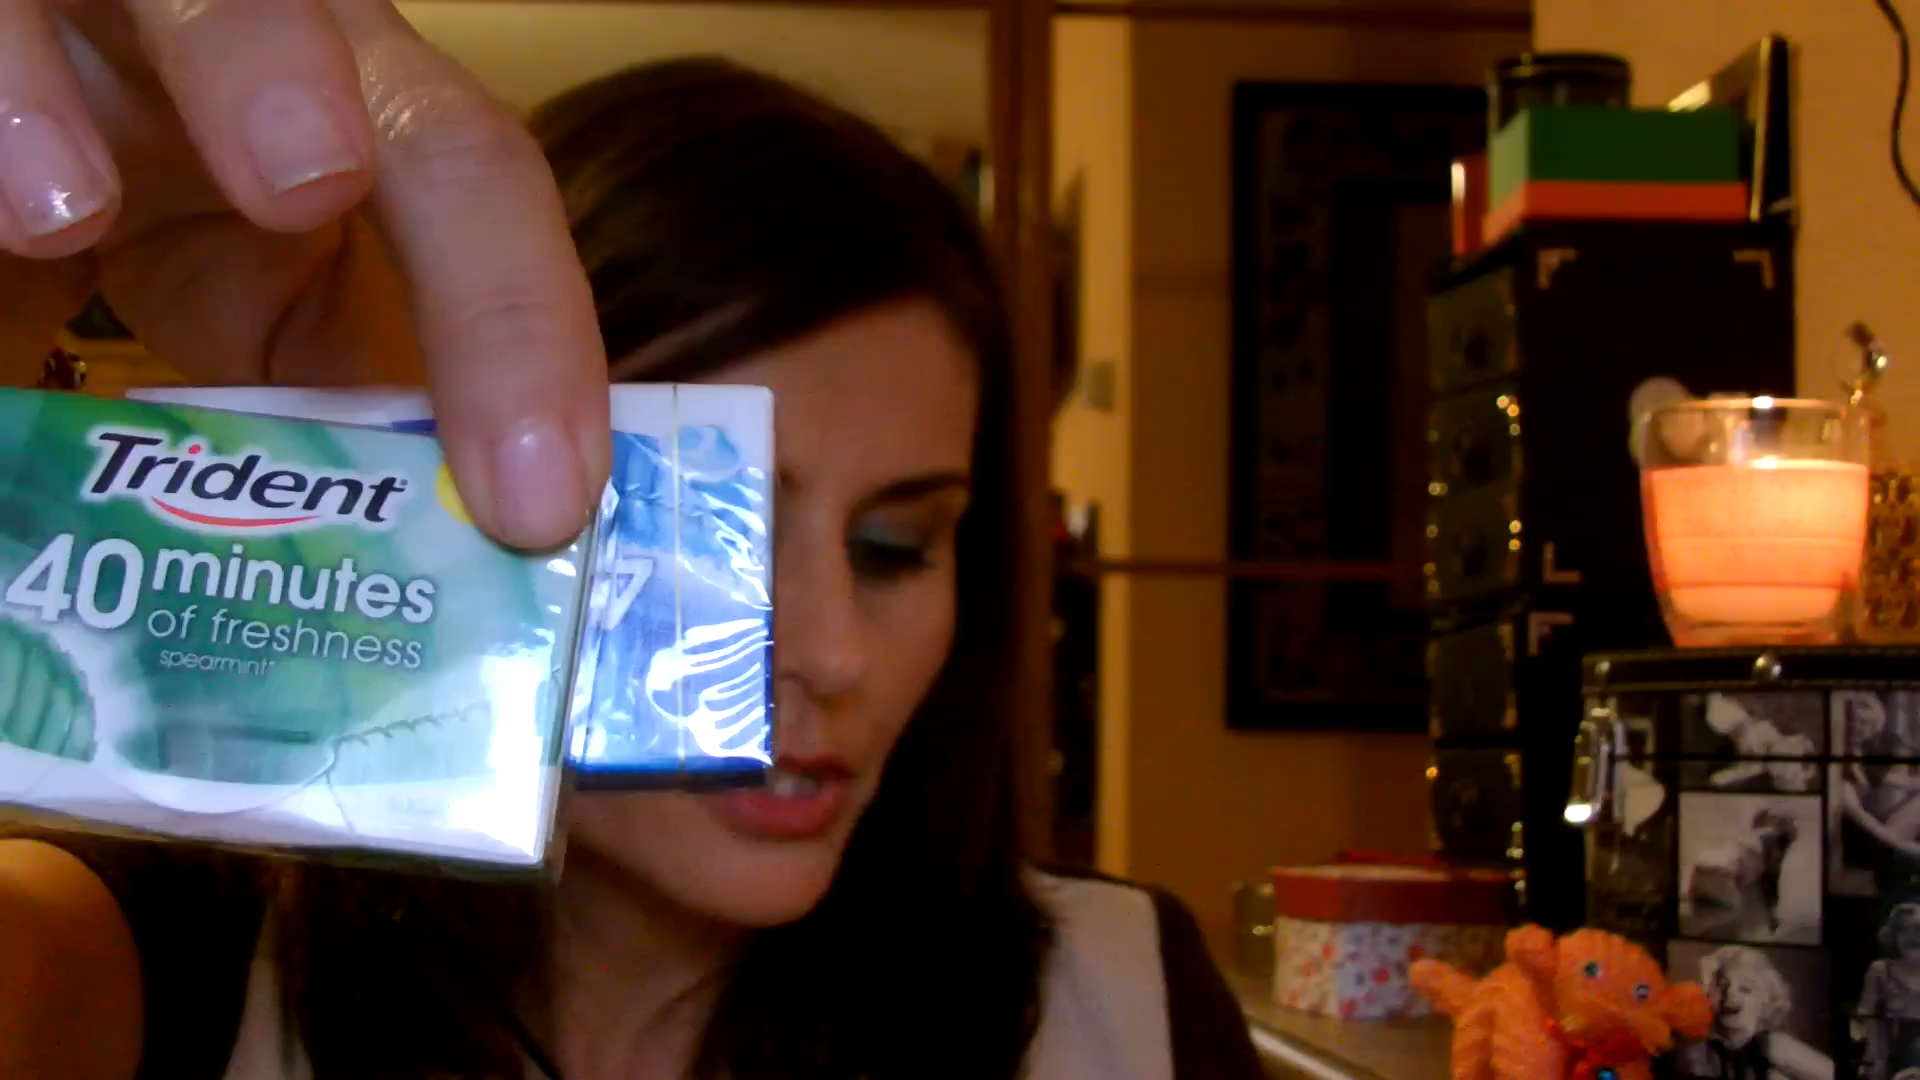 Trident
40 minutes
of freshness
spearmint